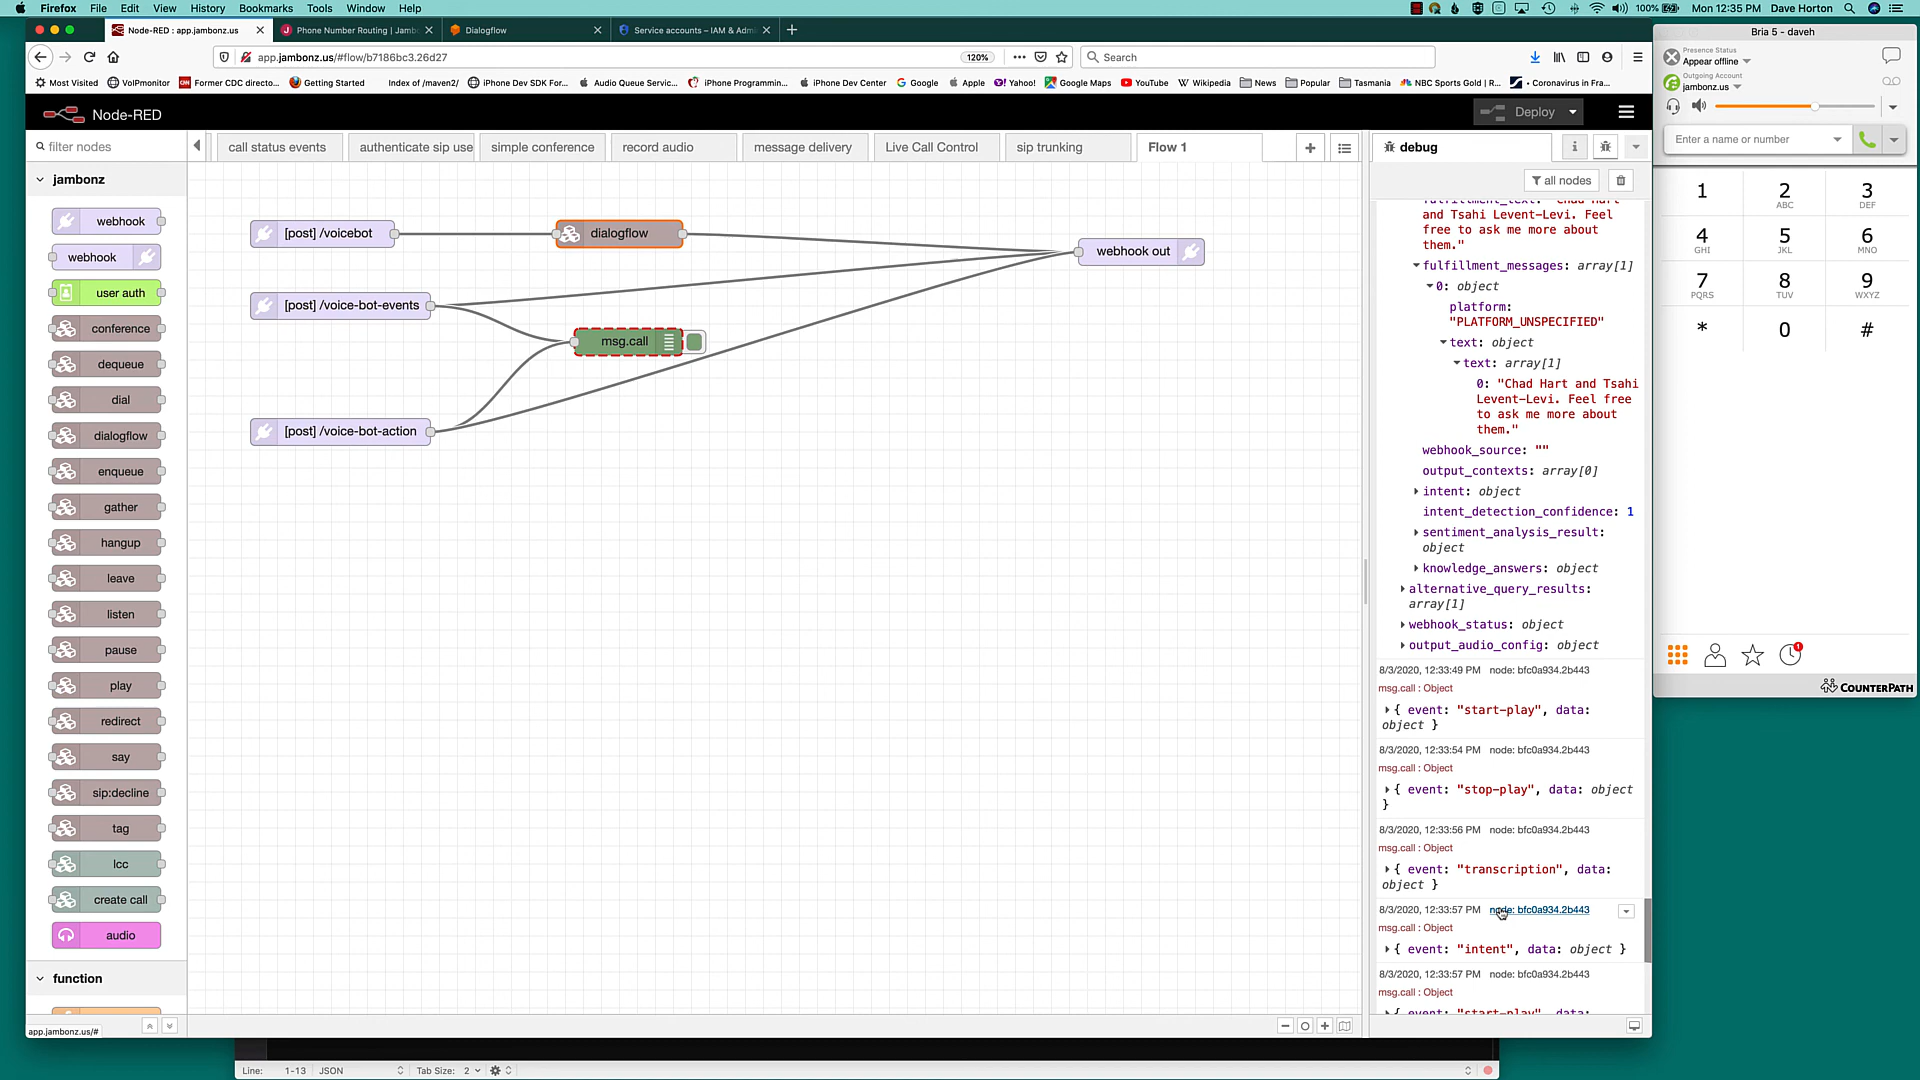 Firefox File Edit View History Bookmarks Tools Window Help 100% Mon 12:35 PM Dave Horton
Node-RED : app.jambonz.us
Phone Number Routing | Jamb
Dialogflow
Service accounts – IAM & Admi
app.jambonz.us/#flow/b7186bc3.26d27
120%
Search
Most Visited VoIPmonitor Former CDC directo... Getting Started Index of /maven2/ iPhone Dev SDK For... Audio Queue Servic... iPhone Programmin... iPhone Dev Center Google Apple Yahoo! Google Maps YouTube Wikipedia News Popular Tasmania NBC Sports Gold | R... • Coronavirus in Fra...
Node-RED
Deploy
filter nodes
call status events
authenticate sip use
simple conference
record audio
message delivery
Live Call Control
sip trunking
Flow 1
jambonz
webhook
webhook
user auth
conference
dequeue
dial
dialogflow
enqueue
gather
hangup
leave
listen
pause
play
redirect
say
sip:decline
tag
lcc
create call
audio
function
app.jambonz.us/#
[post] /voicebot
dialogflow
webhook out
[post] /voice-bot-events
msg.call
[post] /voice-bot-action
debug
i
all nodes
fulfillment_text: "Chad Hart
and Tsahi Levent-Levi. Feel
free to ask me more about
them."
fulfillment_messages: array[1]
0: object
platform:
"PLATFORM_UNSPECIFIED"
text: object
text: array[1]
0: "Chad Hart and Tsahi
Levent-Levi. Feel free
to ask me more about
them."
webhook_source: ""
output_contexts: array[0]
intent: object
intent_detection_confidence: 1
sentiment_analysis_result:
object
knowledge_answers: object
alternative_query_results:
array[1]
webhook_status: object
output_audio_config: object
8/3/2020, 12:33:49 PM node: bfc0a934.2b443
msg.call : Object
{ event: "start-play", data:
object }
8/3/2020, 12:33:54 PM node: bfc0a934.2b443
msg.call : Object
{ event: "stop-play", data: object
}
8/3/2020, 12:33:56 PM node: bfc0a934.2b443
msg.call : Object
{ event: "transcription", data:
object }
8/3/2020, 12:33:57 PM node: bfc0a934.2b443
msg.call : Object
{ event: "intent", data: object }
8/3/2020, 12:33:57 PM node: bfc0a934.2b443
msg.call : Object
{ event: "start-play", data:
Bria 5 - daveh
Presence Status
Appear offline
Outgoing Account
jambonz.us
Enter a name or number
1 2 3
ABC DEF
4 5 6
GHI JKL MNO
7 8 9
PQRS TUV WXYZ
* 0 #
1
COUNTERPATH
Line: 1-13 JSON Tab Size: 2